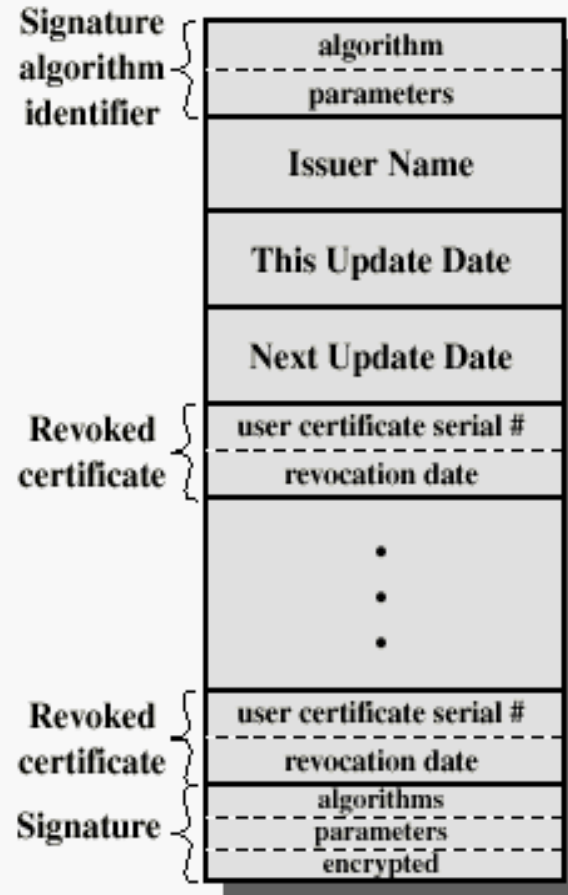 Signature
algorithm
identifier
algorithm
parameters
Issuer Name
This Update Date
Next Update Date
Revoked
certificate
user certificate serial #
revocation date
Revoked
certificate
user certificate serial #
revocation date
Signature
algorithms
parameters
encrypted